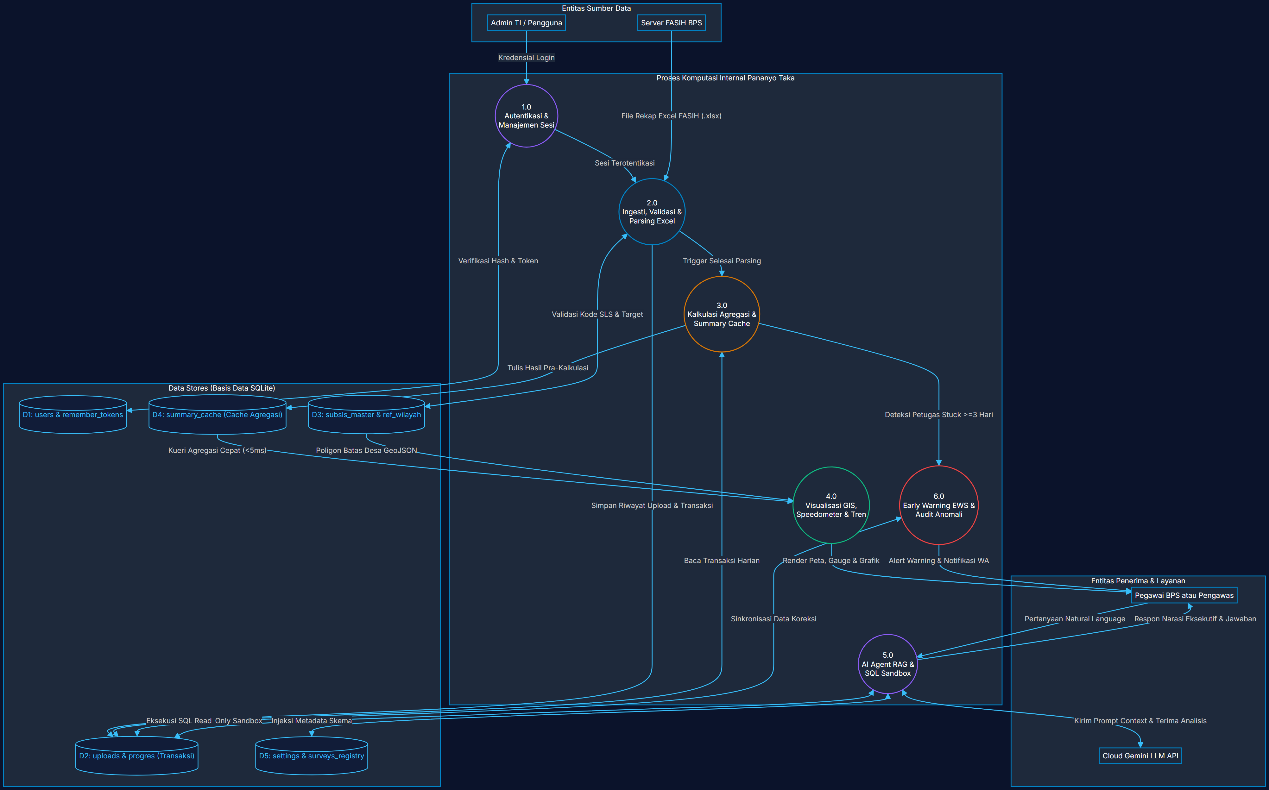 Entitas Sumber Data
Admin TI / Pengguna
Server FASIH BPS
Kredensial Login
Proses Komputasi Internal Pananyo Taka
1.0
Autentikasi &
Manajemen Sesi
File Rekap Excel FASIH (.xlsx)
Sesi Terotentikasi
2.0
Ingesti, Validasi &
Parsing Excel
Verifikasi Hash & Token
Trigger Selesai Parsing
3.0
Kalkulasi Agregasi &
Summary Cache
Validasi Kode SLS & Target
Tulis Hasil Pra-Kalkulasi
Data Stores (Basis Data SQLite)
D1: users & remember_tokens
D4: summary_cache (Cache Agregasi)
D3: subsls_master & ref_wilayah
Deteksi Petugas Stuck >=3 Hari
Kueri Agregasi Cepat (<5ms)
Poligon Batas Desa GeoJSON
4.0
Visualisasi GIS,
Speedometer & Tren
6.0
Early Warning EWS &
Audit Anomali
Simpan Riwayat Upload & Transaksi
Baca Transaksi Harian
Render Peta, Gauge & Grafik
Alert Warning & Notifikasi WA
Entitas Penerima & Layanan
Pegawai BPS atau Pengawas
Sinkronisasi Data Koreksi
Pertanyaan Natural Language
Respon Narasi Eksekutif & Jawaban
5.0
AI Agent RAG &
SQL Sandbox
Eksekusi SQL Read-Only Sandbox
Injeksi Metadata Skema
Kirim Prompt Context & Terima Analisis
D2: uploads & progres (Transaksi)
D5: settings & surveys_registry
Cloud Gemini LLM API